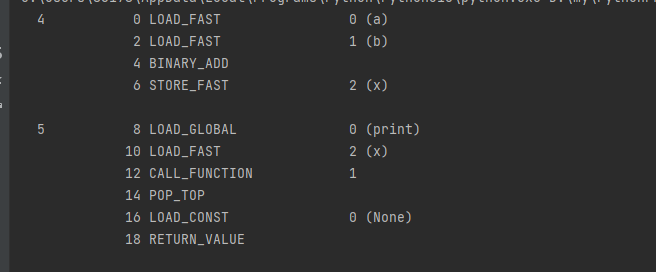 4 0 LOAD_FAST 0 (a)
2 LOAD_FAST 1 (b)
4 BINARY_ADD
6 STORE_FAST 2 (x)
5 8 LOAD_GLOBAL 0 (print)
10 LOAD_FAST 2 (x)
12 CALL_FUNCTION 1
14 POP_TOP
16 LOAD_CONST 0 (None)
18 RETURN_VALUE